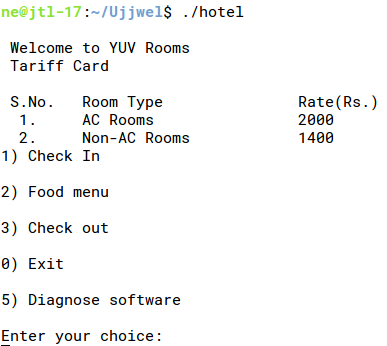 ne@jtl-17:~/Ujjwel$ ./hotel
Welcome to YUV Rooms
Tariff Card
S.No. Room Type Rate(Rs.)
1. AC Rooms 2000
2. Non-AC Rooms 1400
1) Check In
2) Food menu
3) Check out
0) Exit
5) Diagnose software
Enter your choice: